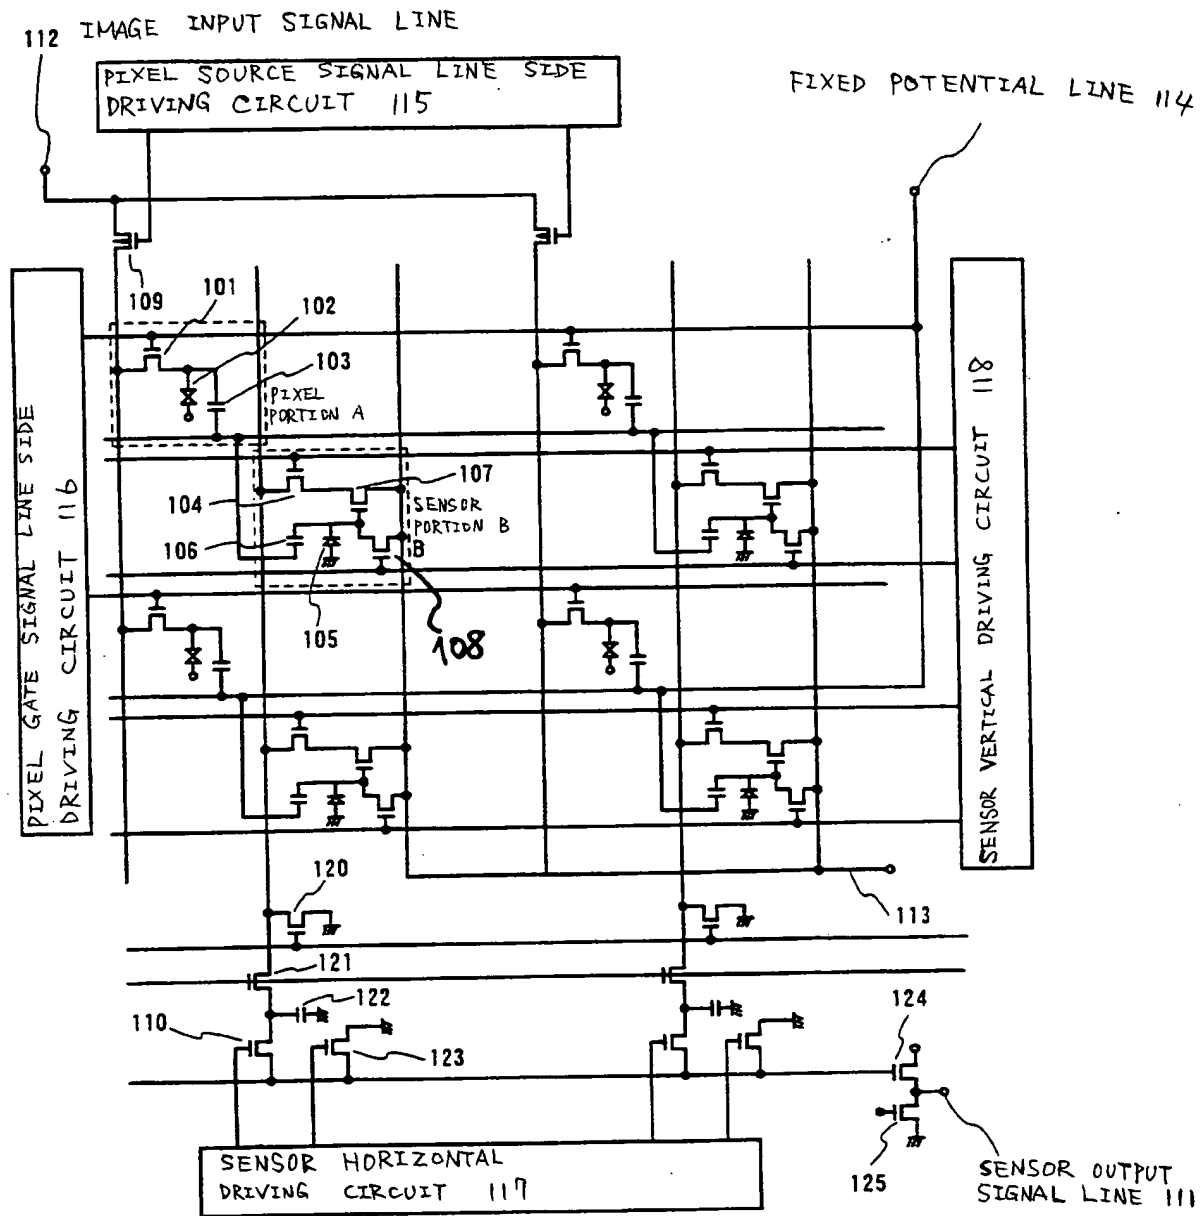 112 IMAGE INPUT SIGNAL LINE
PIXEL SOURCE SIGNAL LINE SIDE
DRIVING CIRCUIT 115
FIXED POTENTIAL LINE 114
109
101
102
103
PIXEL
PORTION A
PIXEL GATE SIGNAL LINE SIDE
DRIVING CIRCUIT 116
SENSOR VERTICAL DRIVING CIRCUIT 118
107
104
SENSOR
PORTION B
106
B
105
108
120
113
121
122
110
123
124
125
SENSOR HORIZONTAL
DRIVING CIRCUIT 117
SENSOR OUTPUT
SIGNAL LINE 111